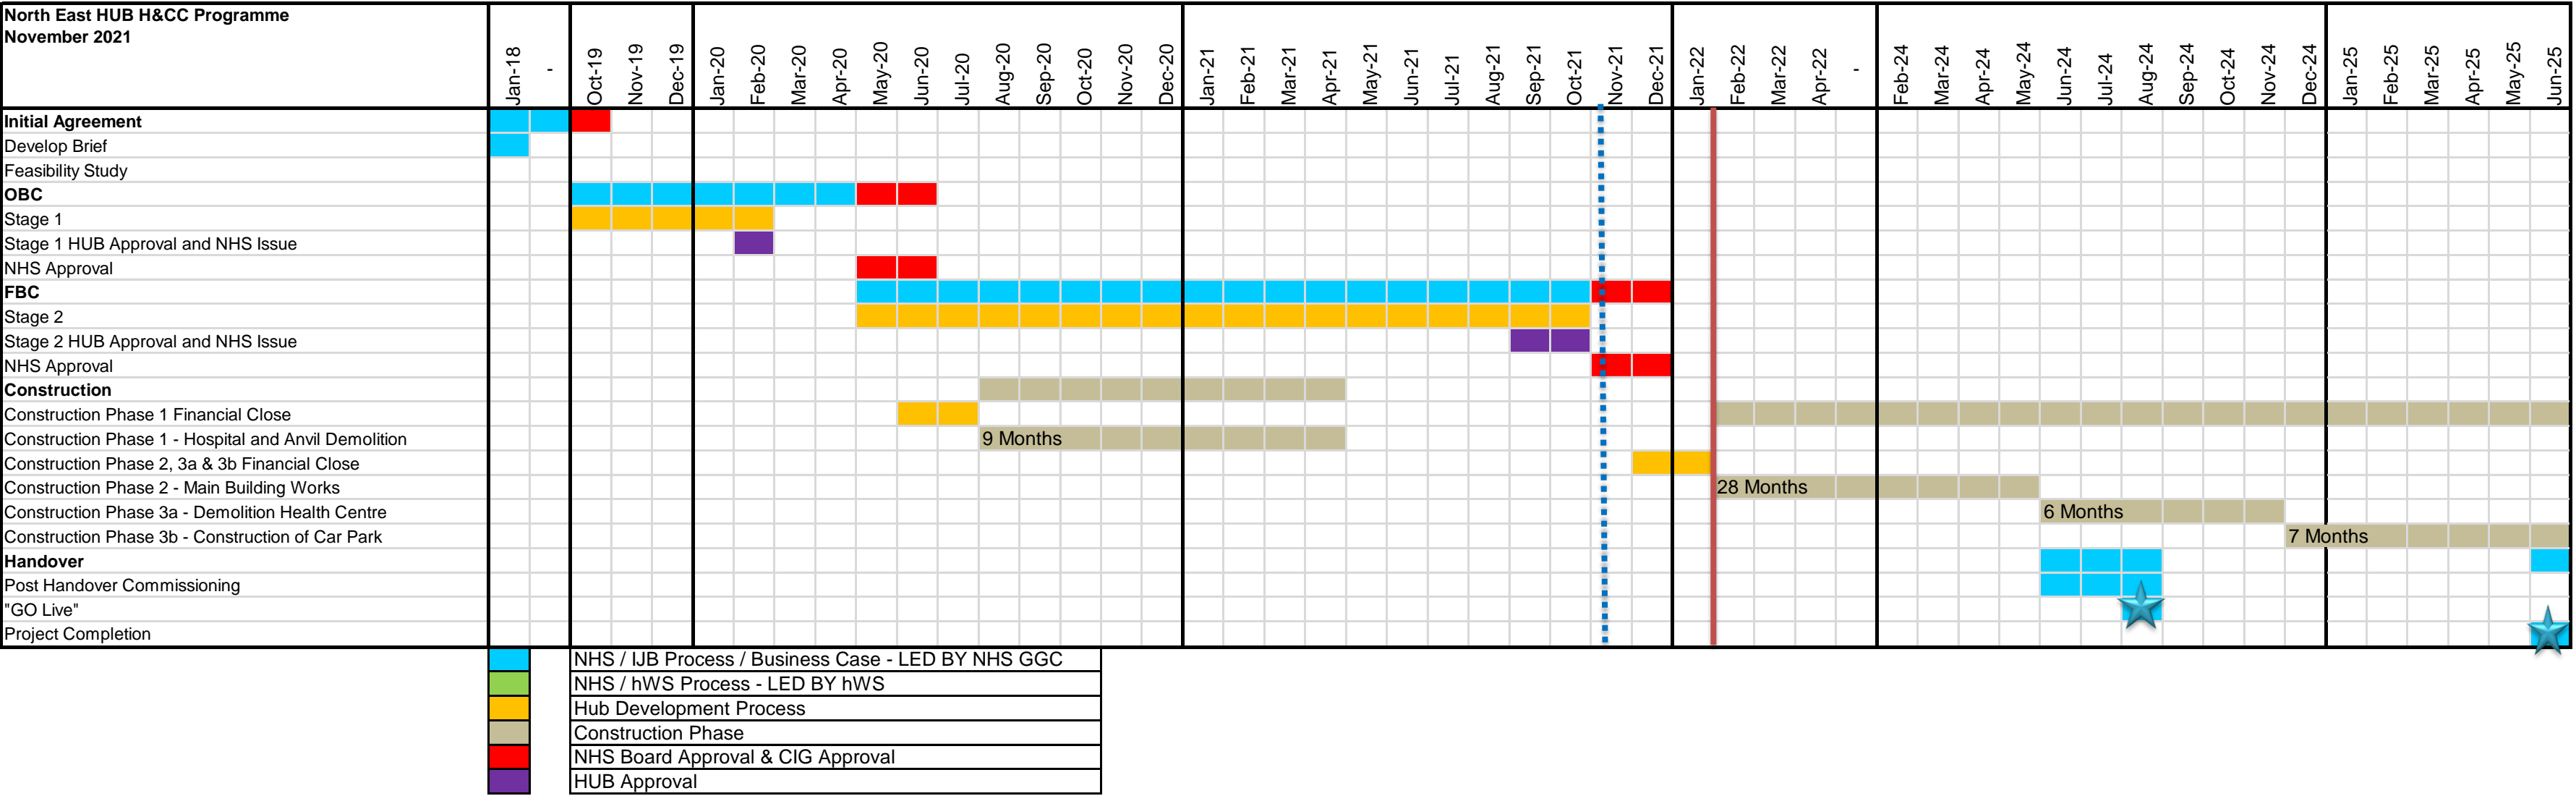 North East HUB H&CC Programme
November 2021
Jan-18
-
Oct-19
Nov-19
Dec-19
Jan-20
Feb-20
Mar-20
Apr-20
May-20
Jun-20
Jul-20
Aug-20
Sep-20
Oct-20
Nov-20
Dec-20
Jan-21
Feb-21
Mar-21
Apr-21
May-21
Jun-21
Jul-21
Aug-21
Sep-21
Oct-21
Nov-21
Dec-21
Jan-22
Feb-22
Mar-22
Apr-22
-
Feb-24
Mar-24
Apr-24
May-24
Jun-24
Jul-24
Aug-24
Sep-24
Oct-24
Nov-24
Dec-24
Jan-25
Feb-25
Mar-25
Apr-25
May-25
Jun-25
Initial Agreement
Develop Brief
Feasibility Study
OBC
Stage 1
Stage 1 HUB Approval and NHS Issue
NHS Approval
FBC
Stage 2
Stage 2 HUB Approval and NHS Issue
NHS Approval
Construction
Construction Phase 1 Financial Close
Construction Phase 1 - Hospital and Anvil Demolition
9 Months
Construction Phase 2, 3a & 3b Financial Close
Construction Phase 2 - Main Building Works
28 Months
Construction Phase 3a - Demolition Health Centre
6 Months
Construction Phase 3b - Construction of Car Park
7 Months
Handover
Post Handover Commissioning
"GO Live"
Project Completion
NHS / IJB Process / Business Case - LED BY NHS GGC
NHS / hWS Process - LED BY hWS
Hub Development Process
Construction Phase
NHS Board Approval & CIG Approval
HUB Approval